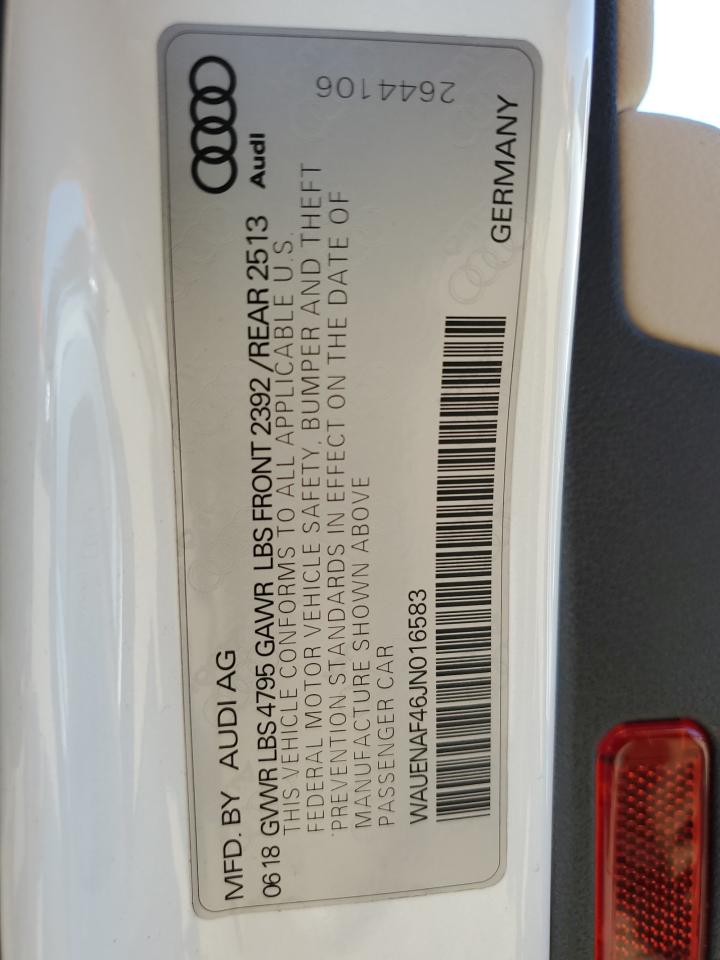 MFD. BY AUDI AG
Audi
0618 GVWR LBS 4795 GAWR LBS FRONT 2392 /REAR 2513
THIS VEHICLE CONFORMS TO ALL APPLICABLE U.S.
FEDERAL MOTOR VEHICLE SAFETY, BUMPER AND THEFT
PREVENTION STANDARDS IN EFFECT ON THE DATE OF
MANUFACTURE SHOWN ABOVE
PASSENGER CAR
2644106
WAUENAF46JN016583
GERMANY